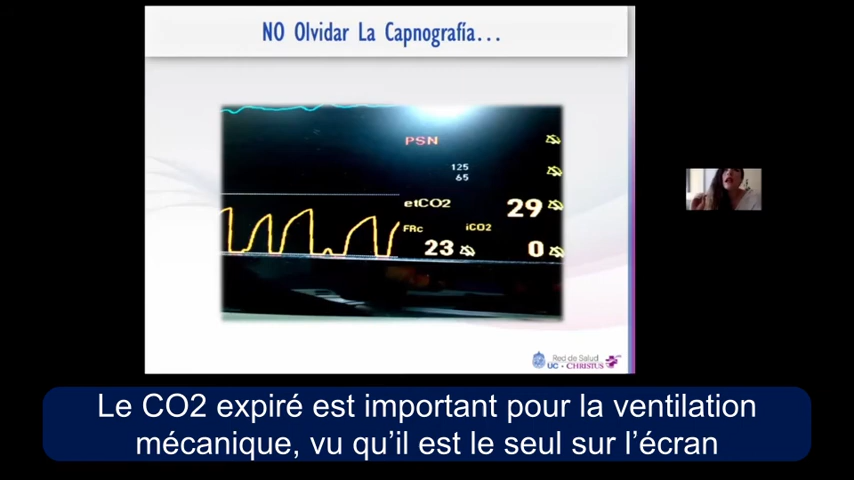 NO Olvidar La Capnografía...
PSN
125
65
etCO2
29
FRc
iCO2
23
0
Red de Salud
UC • CHRISTUS
Le CO2 expiré est important pour la ventilation
mécanique, vu qu’il est le seul sur l’écran